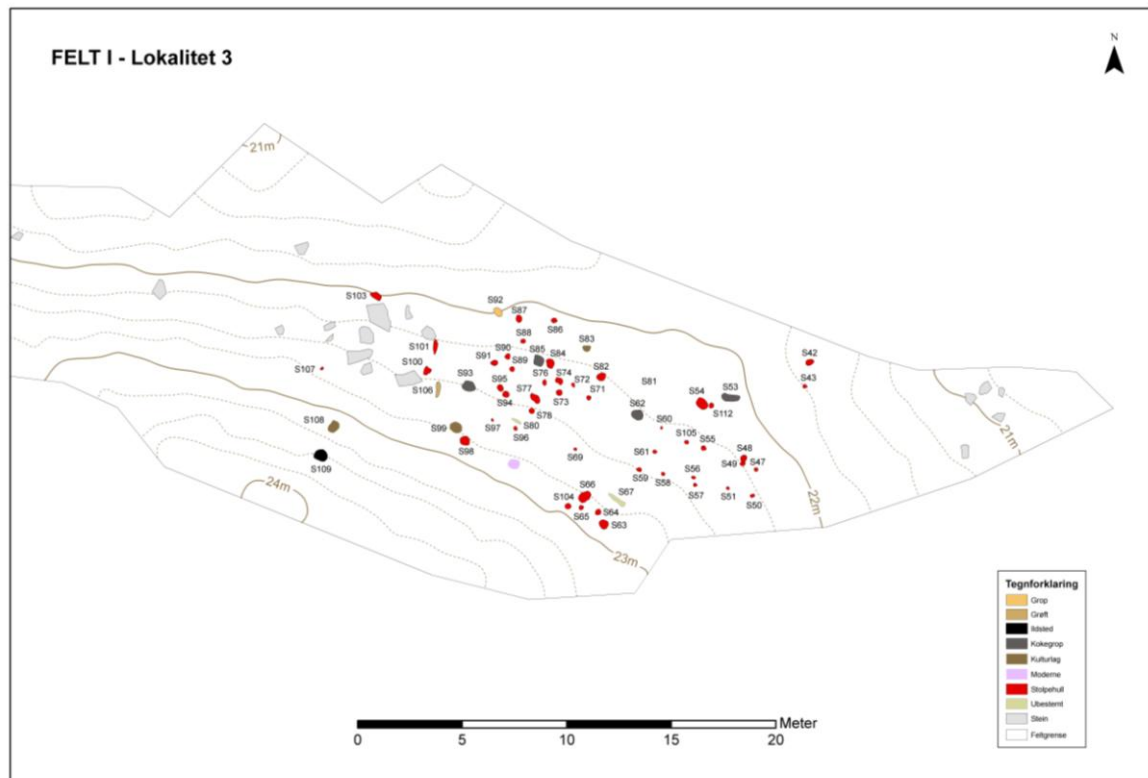 FELT I - Lokalitet 3
N
21m
S103
S92
S87
S86
S88
S101
S90
S85
S84
S83
S42
S107
S100
S91
S89
S82
S43
S93
S76
S74
S72
S81
S54
S53
S106
S95
S77
S71
S94
S73
S62
S112
21m
S108
S99
S97
S78
S80
S60
S96
S105
S55
S98
S69
S61
S48
S109
S49
S47
S59
S58
S56
S57
S51
S50
24m
S66
S67
S104
S65
S64
S63
22m
23m
Tegnforklaring
Grop
Grøft
Ildsted
Kokegrop
Kulturlag
Moderne
Stolpehull
Ubestemt
Stein
Feltgrense
Meter
0 5 10 15 20